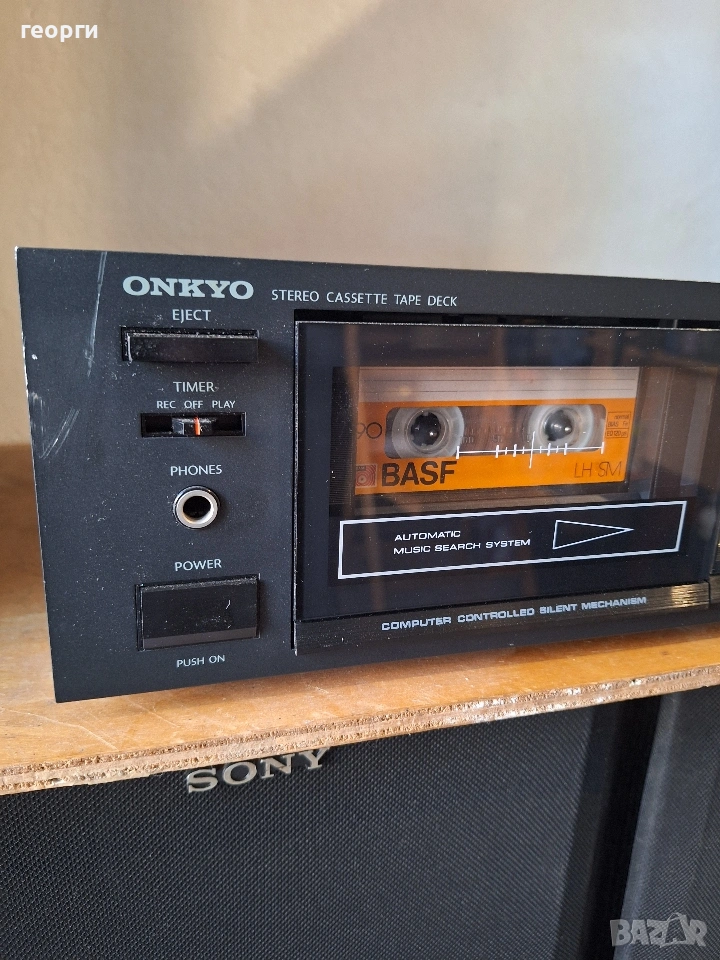 георги
ONKYO STEREO CASSETTE TAPE DECK
EJECT
TIMER
REC OFF PLAY
PHONES
POWER
PUSH ON
90
BASF
LH SM
AUTOMATIC
MUSIC SEARCH SYSTEM
COMPUTER CONTROLLED SILENT MECHANISM
SONY
BAZAR